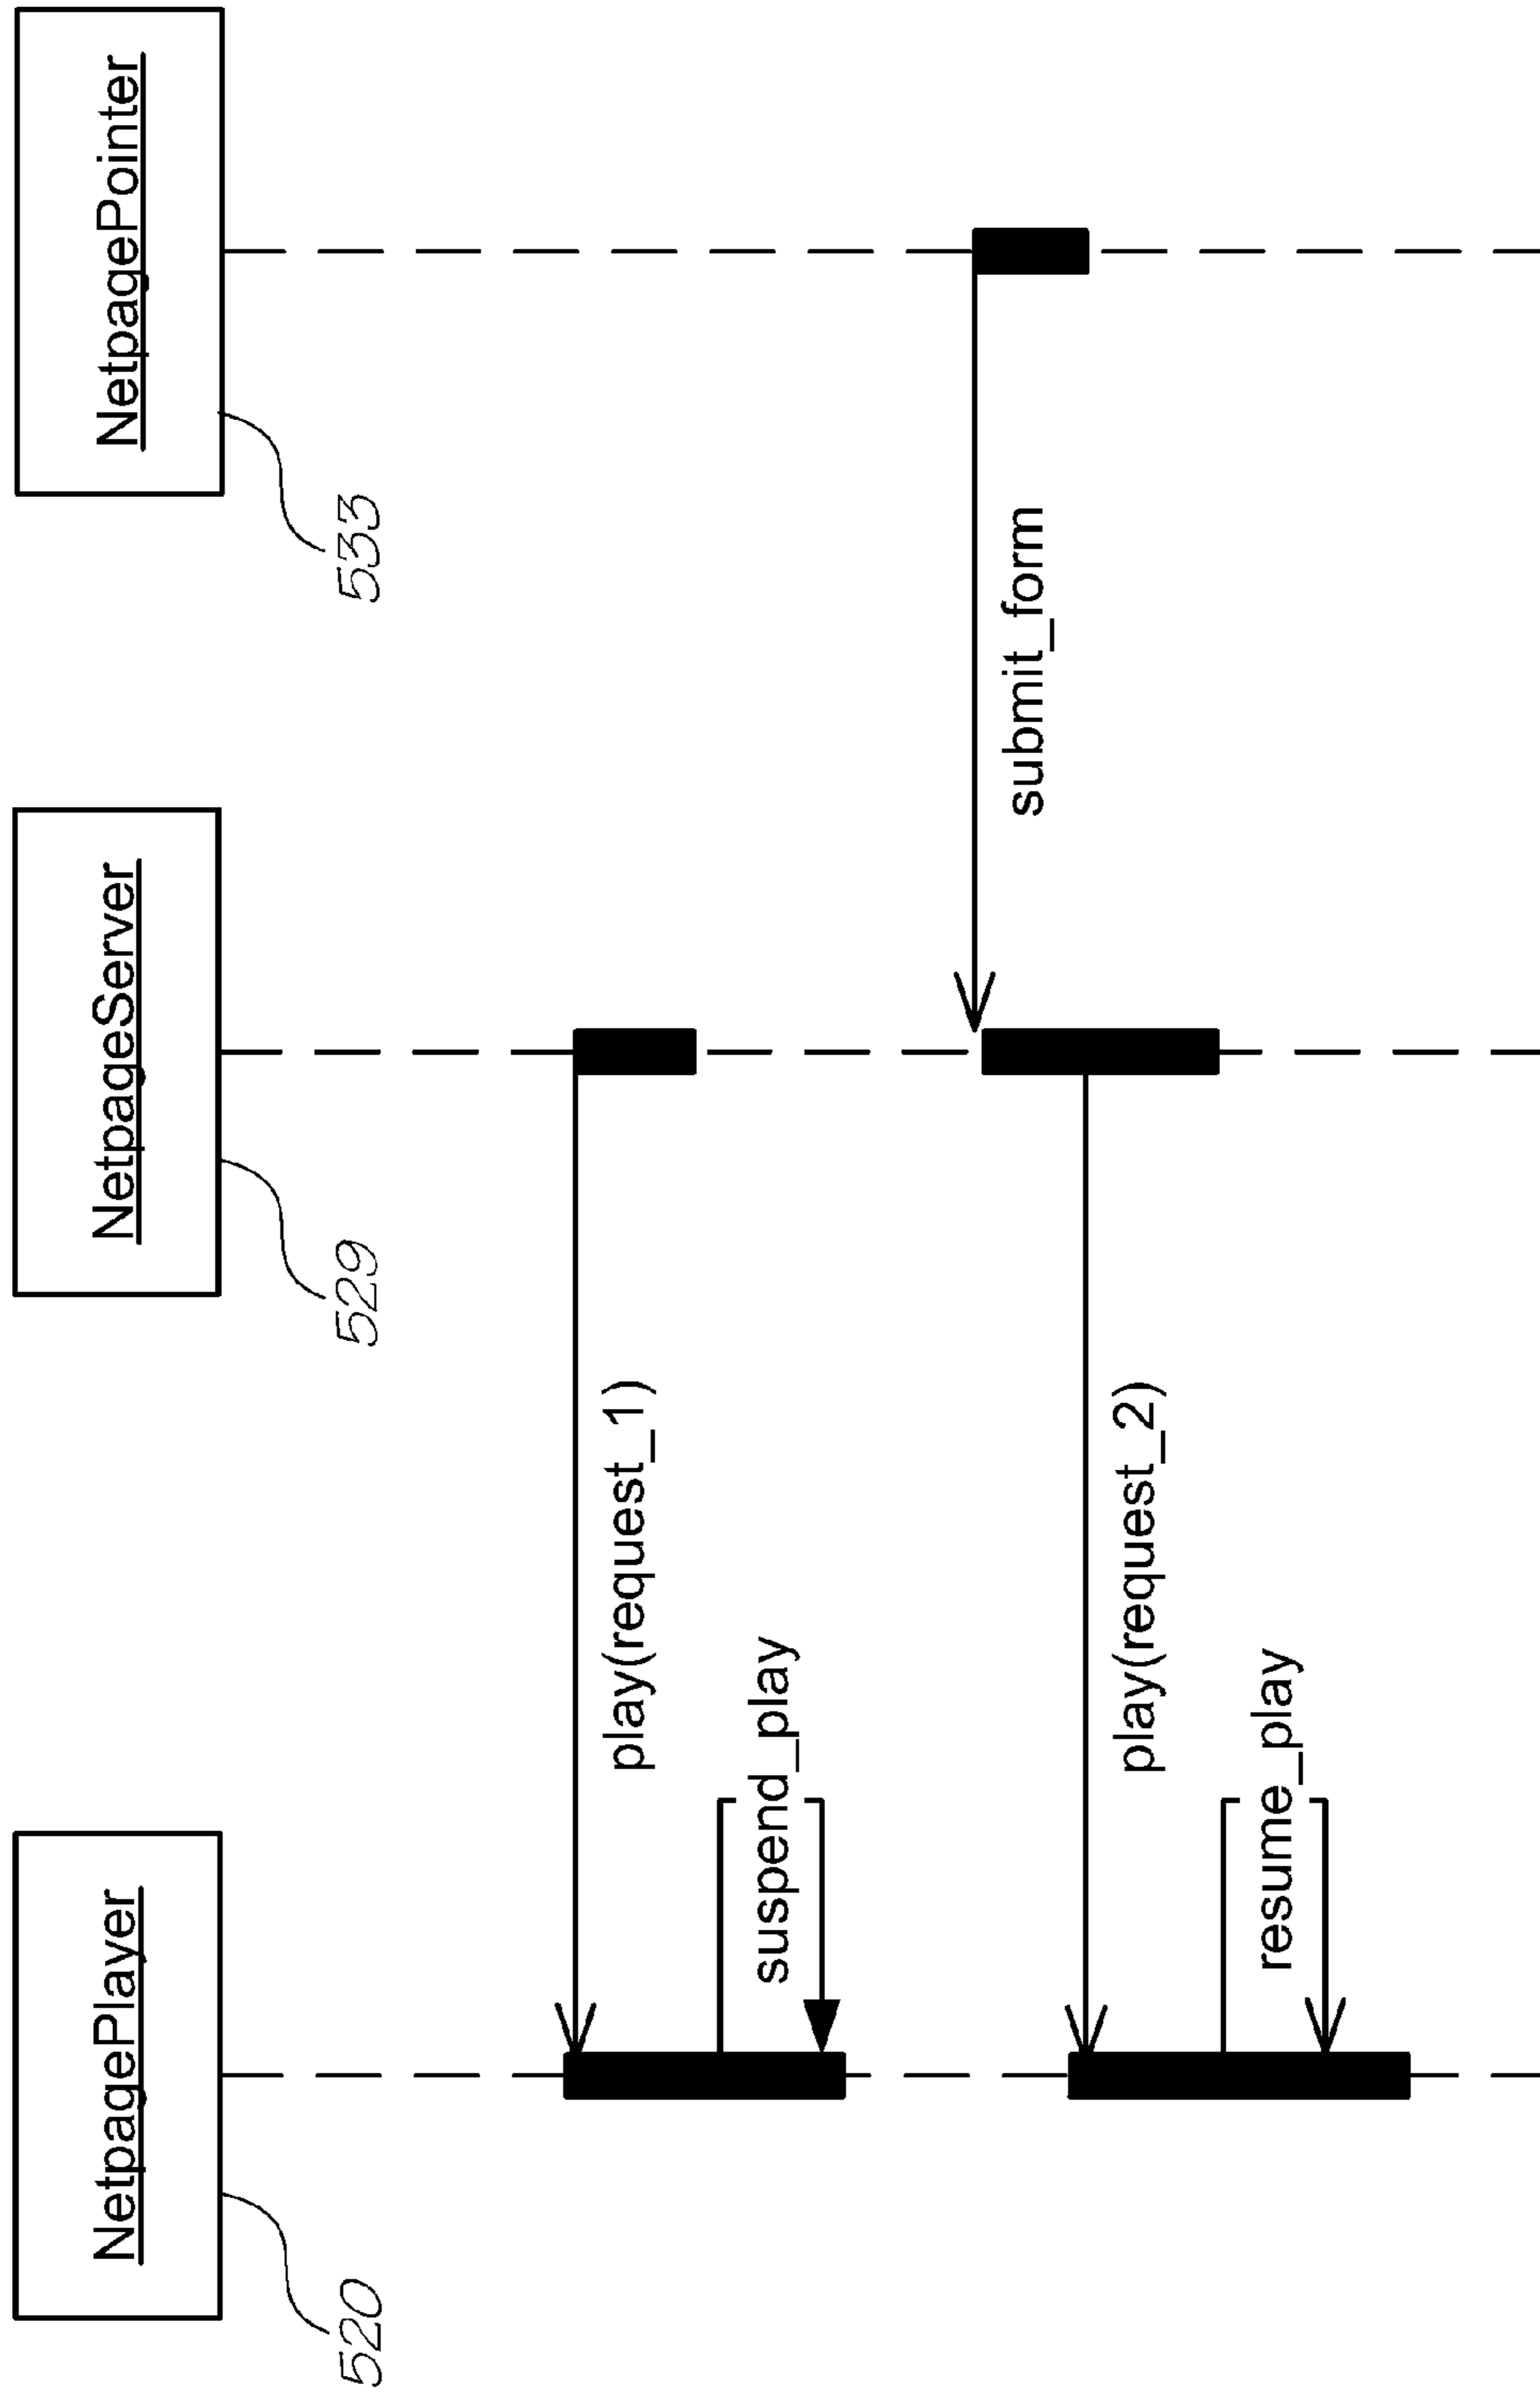 NetpagePlayer
NetpageServer
NetpagePointer
520
529
533
play(request_1)
suspend_play
submit_form
play(request_2)
resume_play